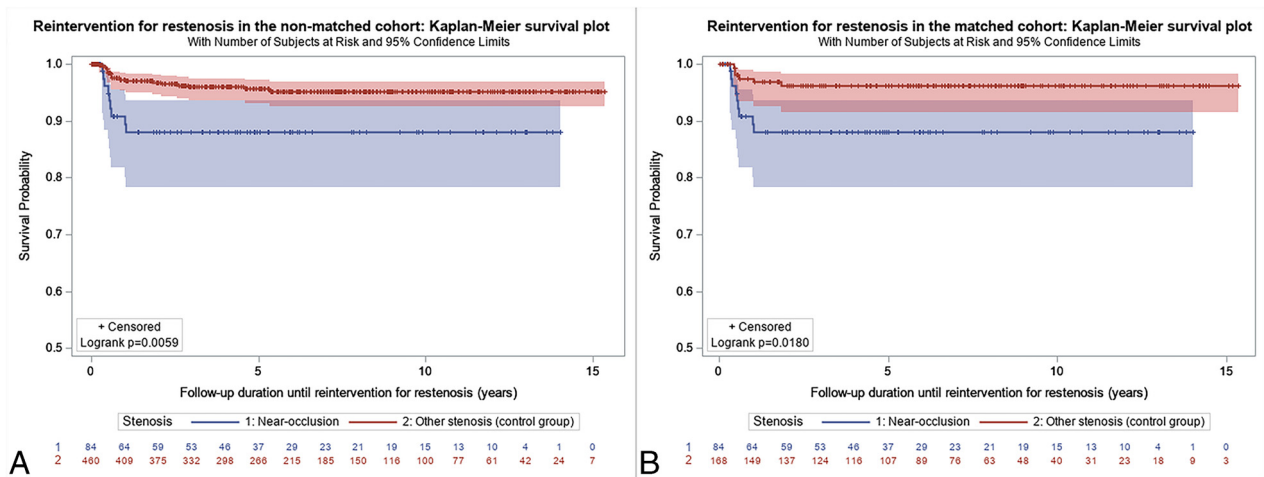 Reintervention for restenosis in the non-matched cohort: Kaplan-Meier survival plot
With Number of Subjects at Risk and 95% Confidence Limits
1.0
0.9
0.8
0.7
0.6
0.5
Survival Probability
+ Censored
Logrank p=0.0059
0 5 10 15
Follow-up duration until reintervention for restenosis (years)
Stenosis 1: Near-occlusion 2: Other stenosis (control group)
1 84 64 59 53 46 37 29 23 21 19 15 13 10 4 1 0
2 460 409 375 332 298 266 215 185 150 116 100 77 61 42 24 7
A
Reintervention for restenosis in the matched cohort: Kaplan-Meier survival plot
With Number of Subjects at Risk and 95% Confidence Limits
1.0
0.9
0.8
0.7
0.6
0.5
Survival Probability
+ Censored
Logrank p=0.0180
0 5 10 15
Follow-up duration until reintervention for restenosis (years)
Stenosis 1: Near-occlusion 2: Other stenosis (control group)
1 84 64 59 53 46 37 29 23 21 19 15 13 10 4 1 0
2 168 149 137 124 116 107 89 76 63 48 40 31 23 18 9 3
B